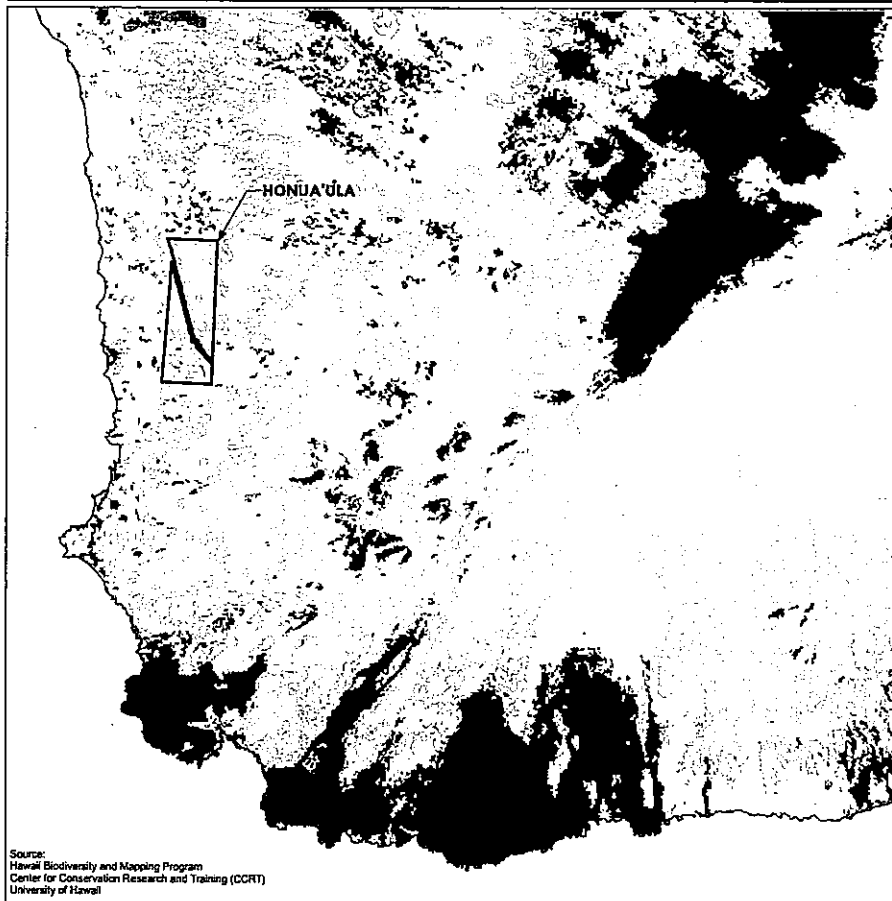 HONUA'ULA
Source:
Hawaii Biodiversity and Mapping Program
Center for Conservation Research and Training (CCRT)
University of Hawaii